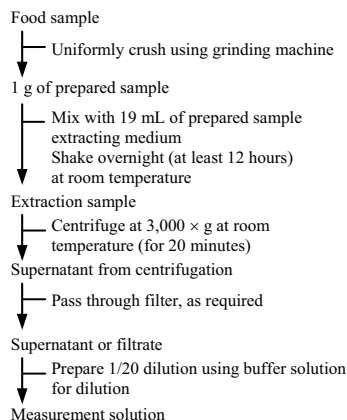 Food sample
Uniformly crush using grinding machine
1 g of prepared sample
Mix with 19 mL of prepared sample
extracting medium
Shake overnight (at least 12 hours)
at room temperature
Extraction sample
Centrifuge at 3,000 × g at room
temperature (for 20 minutes)
Supernatant from centrifugation
Pass through filter, as required
Supernatant or filtrate
Prepare 1/20 dilution using buffer solution
for dilution
Measurement solution